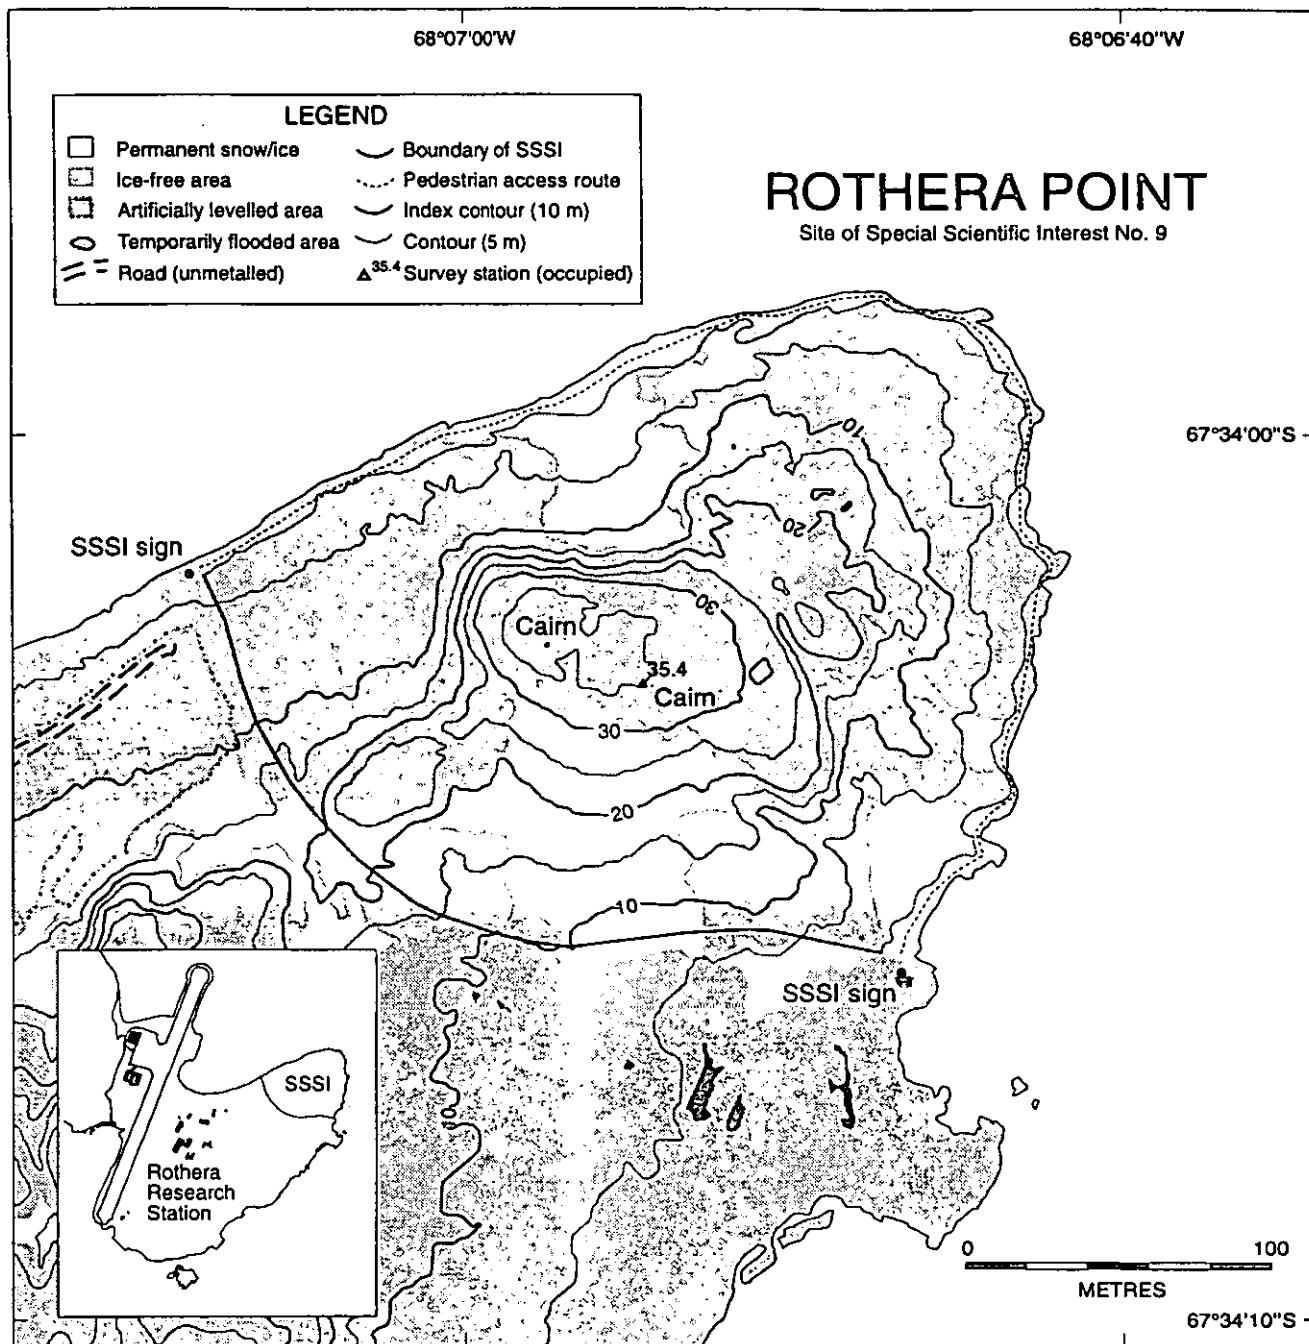 68°07'00'W
68°06'40"W
LEGEND
Permanent snow/ice
Ice-free area
Artificially levelled area
Temporarily flooded area
Road (unmetalled)
Boundary of SSSI
Pedestrian access route
Index contour (10 m)
Contour (5 m)
35.4 Survey station (occupied)
ROTHERA POINT
Site of Special Scientific Interest No. 9
10
67°34'00"S
20
SSSI sign
30
Cairn
35.4
Cairn
30
20
10
SSSI sign
10
SSSI
Rothera
Research
Station
0 100
METRES
67°34'10"S